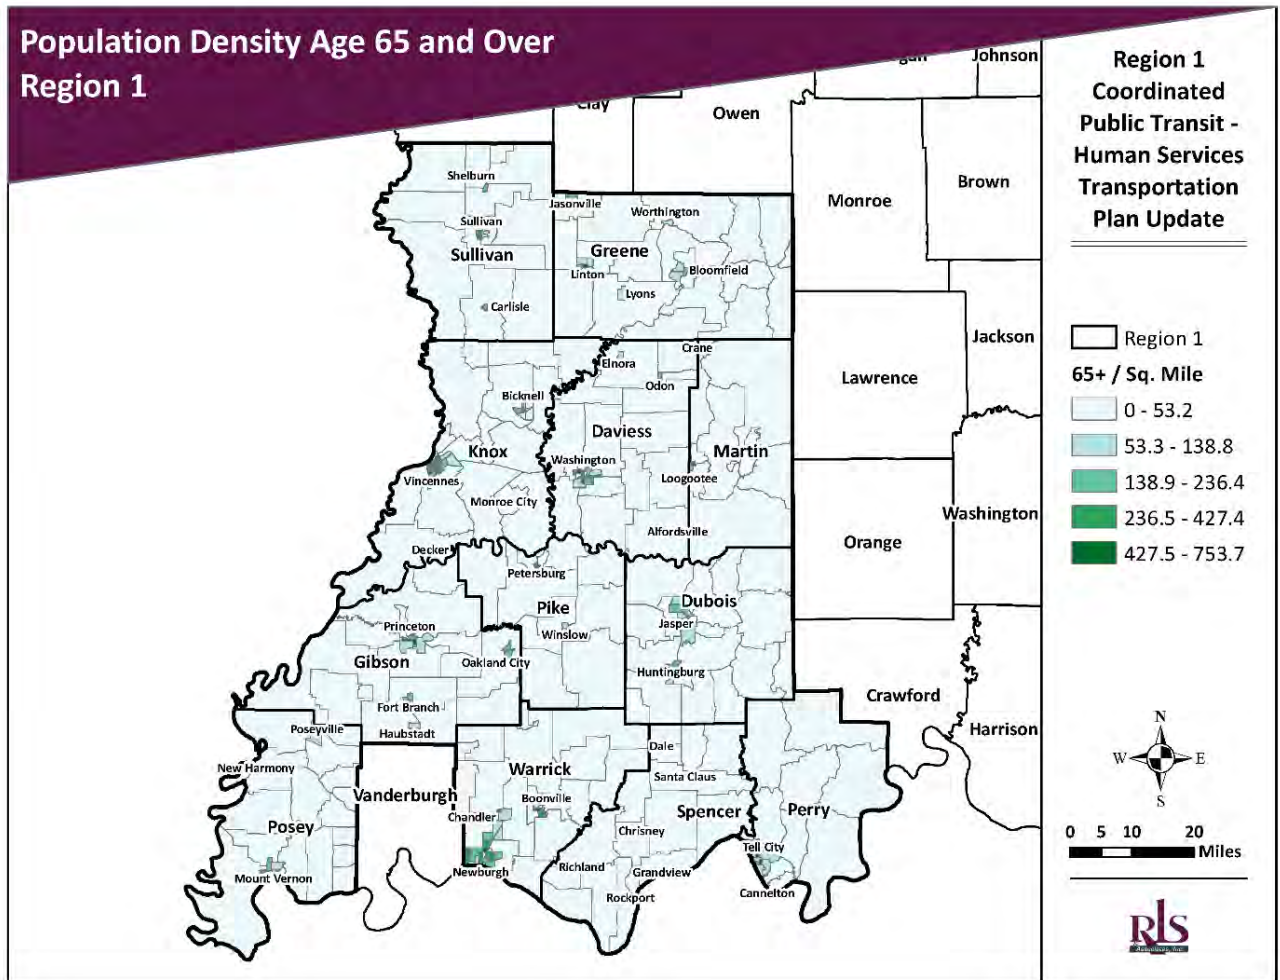 Population Density Age 65 and Over
Region 1
Region 1
Coordinated
Public Transit -
Human Services
Transportation
Plan Update
Region 1
65+ / Sq. Mile
0 - 53.2
53.3 - 138.8
138.9 - 236.4
236.5 - 427.4
427.5 - 753.7
N
W
E
S
0 5 10 20
Miles
RLS
Johnson
Clay
Owen
Monroe
Brown
Shelburn
Sullivan
Sullivan
Carlisle
Jasonville
Worthington
Greene
Linton
Bloomfield
Lyons
Jackson
Lawrence
Crane
Elnora
Odon
Bicknell
Daviess
Knox
Washington
Martin
Vincennes
Loogootee
Monroe City
Alfordsville
Washington
Orange
Decker
Petersburg
Pike
Winslow
Dubois
Jasper
Huntingburg
Princeton
Gibson
Oakland City
Fort Branch
Haubstadt
Crawford
Harrison
Poseyville
New Harmony
Posey
Mount Vernon
Vanderburgh
Warrick
Boonville
Chandler
Newburgh
Dale
Santa Claus
Spencer
Chrisney
Richland
Grandview
Rockport
Perry
Tell City
Cannelton